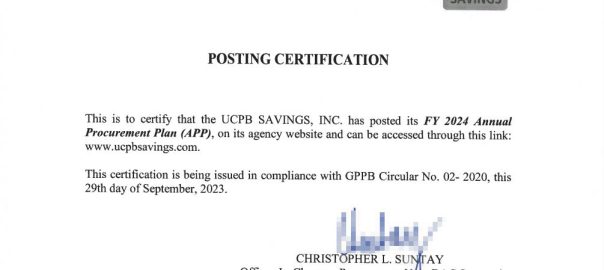 SAVINGS
POSTING CERTIFICATION
This is to certify that the UCPB SAVINGS, INC. has posted its FY 2024 Annual
Procurement Plan (APP), on its agency website and can be accessed through this link:
www.ucpbsavings.com.
This certification is being issued in compliance with GPPB Circular No. 02- 2020, this
29th day of September, 2023.
CHRISTOPHER L. SUNTAY